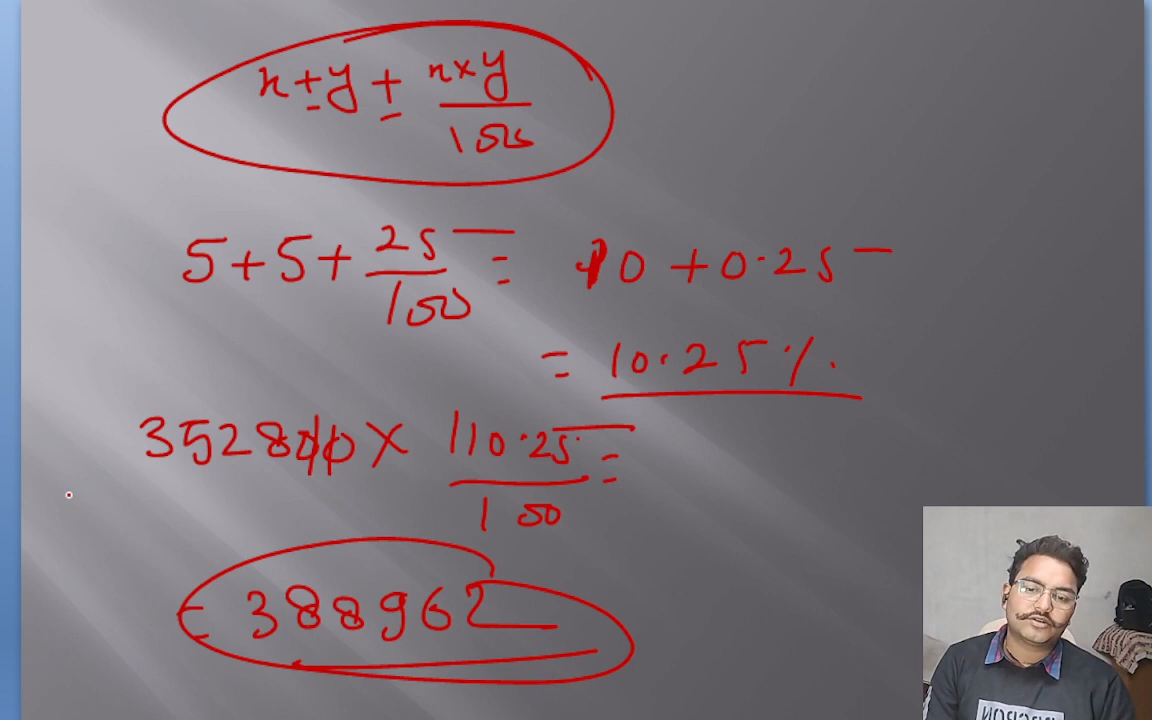 x ± y ± x×y/100
5+5+25/100 = 10 + 0.25
= 10.25%.
352800 × 110.25/100 =
= 388962